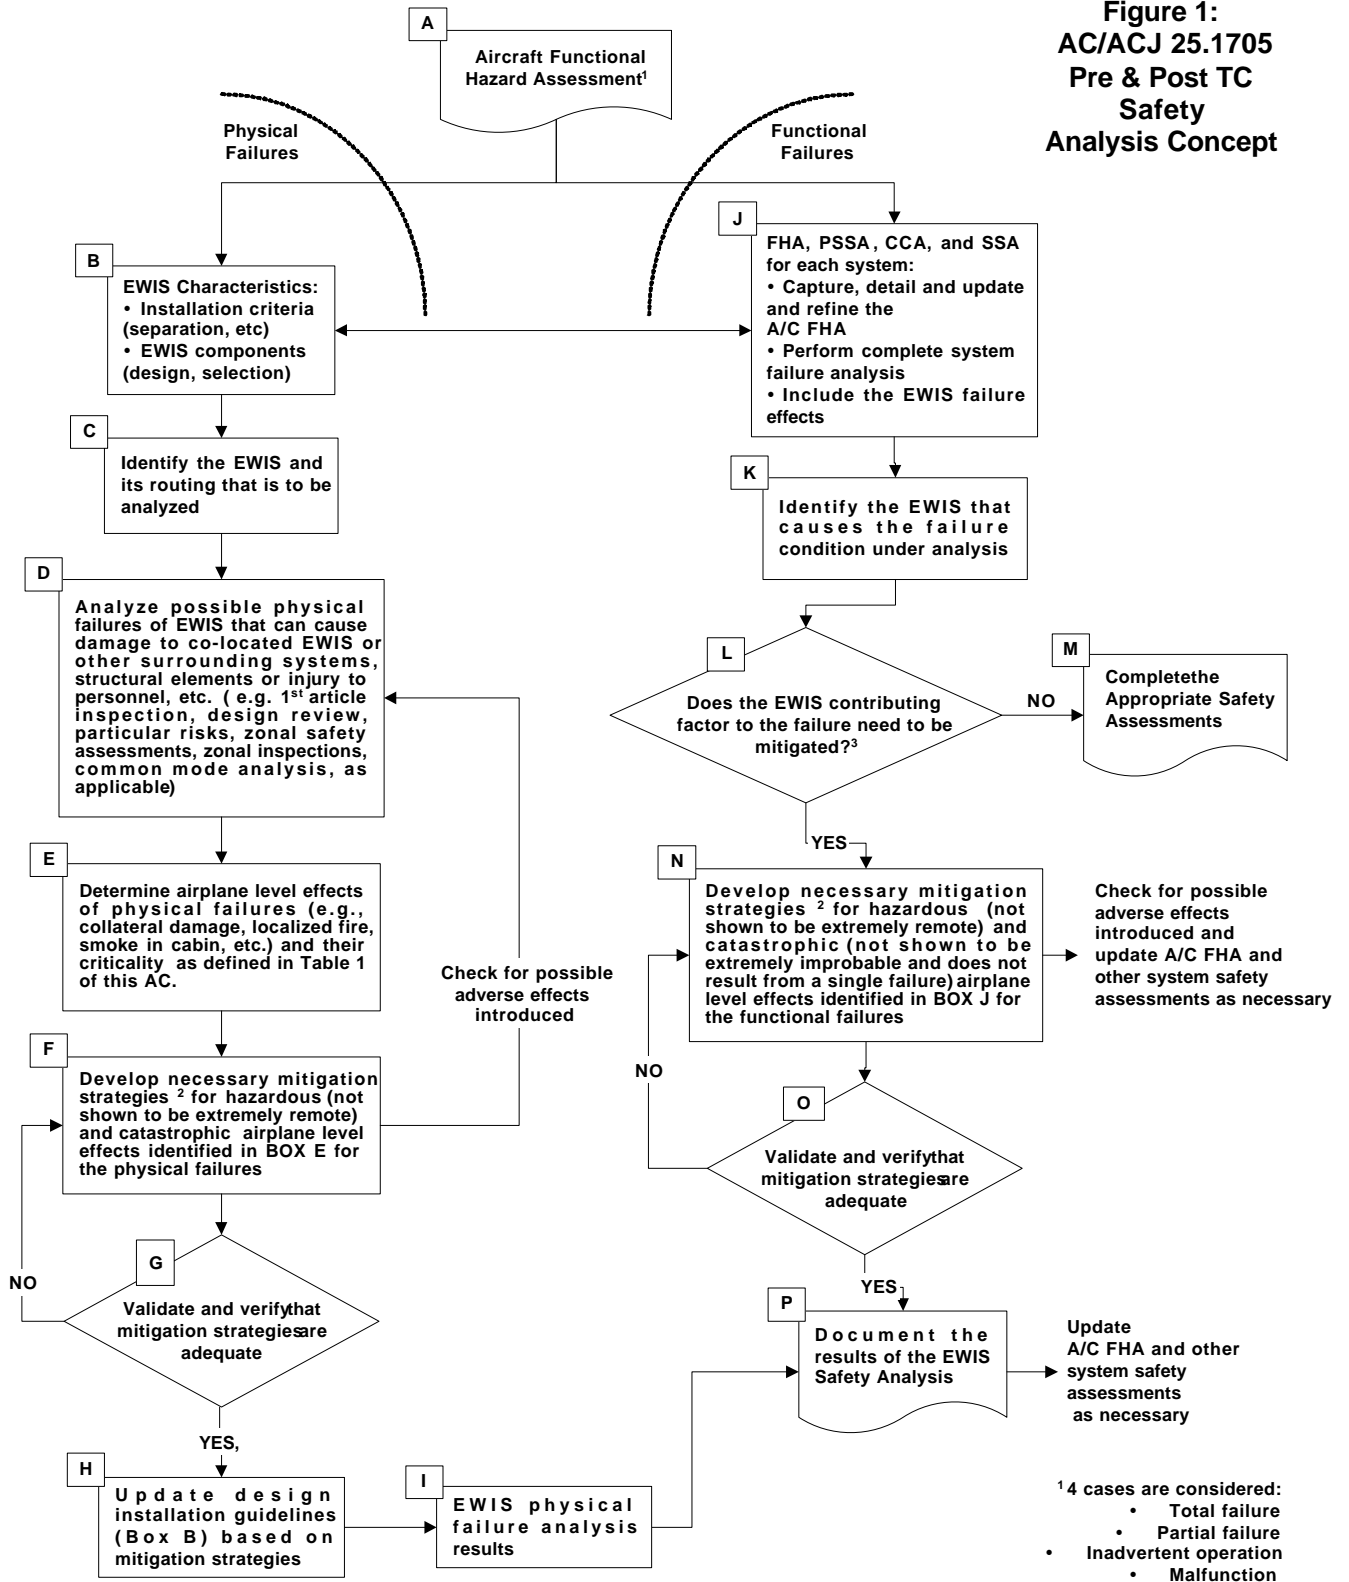 Figure 1:
AC/ACJ 25.1705
Pre & Post TC
Safety
Analysis Concept
A
Aircraft Functional
Hazard Assessment1
Physical
Failures
Functional
Failures
B
EWIS Characteristics:
• Installation criteria
(separation, etc)
• EWIS components
(design, selection)
J
FHA, PSSA, CCA, and SSA
for each system:
• Capture, detail and update
and refine the
A/C FHA
• Perform complete system
failure analysis
• Include the EWIS failure
effects
C
Identify the EWIS and
its routing that is to be
analyzed
K
Identify the EWIS that
causes the failure
condition under analysis
D
Analyze possible physical
failures of EWIS that can cause
damage to co-located EWIS or
other surrounding systems,
structural elements or injury to
personnel, etc. ( e.g. 1st article
inspection, design review,
particular risks, zonal safety
assessments, zonal inspections,
common mode analysis, as
applicable)
L
Does the EWIS contributing
factor to the failure need to be
mitigated?3
NO
M
Completethe
Appropriate Safety
Assessments
YES
E
Determine airplane level effects
of physical failures (e.g.,
collateral damage, localized fire,
smoke in cabin, etc.) and their
criticality as defined in Table 1
of this AC.
Check for possible
adverse effects
introduced
N
Develop necessary mitigation
strategies 2 for hazardous (not
shown to be extremely remote) and
catastrophic (not shown to be
extremely improbable and does not
result from a single failure) airplane
level effects identified in BOX J for
the functional failures
Check for possible
adverse effects
introduced and
update A/C FHA and
other system safety
assessments as necessary
F
Develop necessary mitigation
strategies 2 for hazardous (not
shown to be extremely remote)
and catastrophic airplane level
effects identified in BOX E for
the physical failures
NO
O
Validate and verifythat
mitigation strategiesare
adequate
G
Validate and verifythat
mitigation strategiesare
adequate
NO
YES
P
Document the
results of the EWIS
Safety Analysis
Update
A/C FHA and other
system safety
assessments
as necessary
YES,
H
Update design
installation guidelines
(Box B) based on
mitigation strategies
I
EWIS physical
failure analysis
results
1 4 cases are considered:
• Total failure
• Partial failure
• Inadvertent operation
• Malfunction